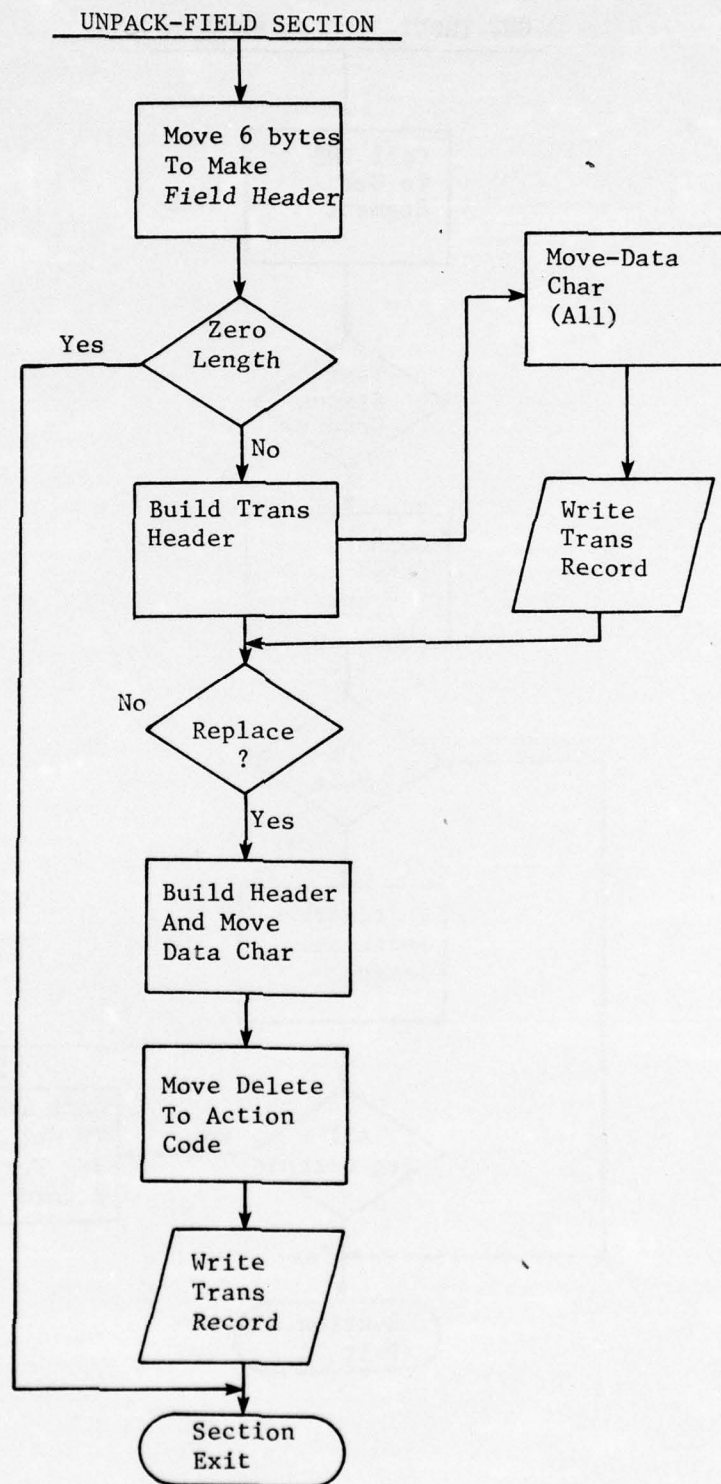 UNPACK-FIELD SECTION
Move 6 bytes
To Make
Field Header
Zero
Length
Yes
No
Build Trans
Header
Move-Data
Char
(All)
Write
Trans
Record
No
Replace
?
Yes
Build Header
And Move
Data Char
Move Delete
To Action
Code
Write
Trans
Record
Section
Exit